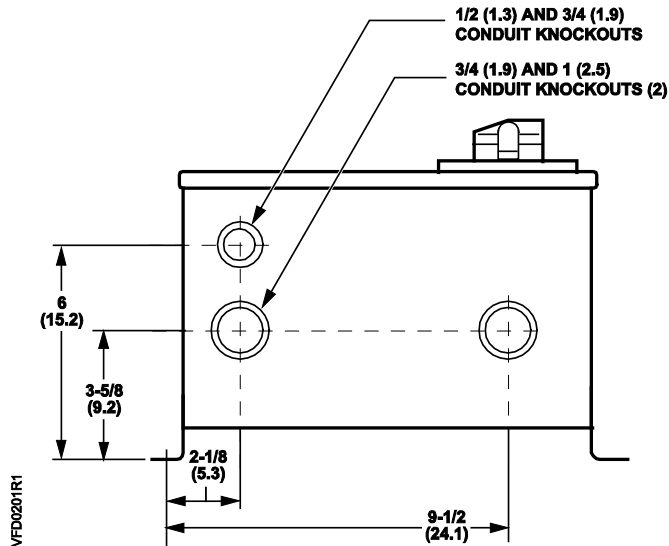 1/2 (1.3) AND 3/4 (1.9)
CONDUIT KNOCKOUTS
3/4 (1.9) AND 1 (2.5)
CONDUIT KNOCKOUTS (2)
6
(15.2)
3-5/8
(9.2)
2-1/8
(5.3)
9-1/2
(24.1)
VFD0201R1